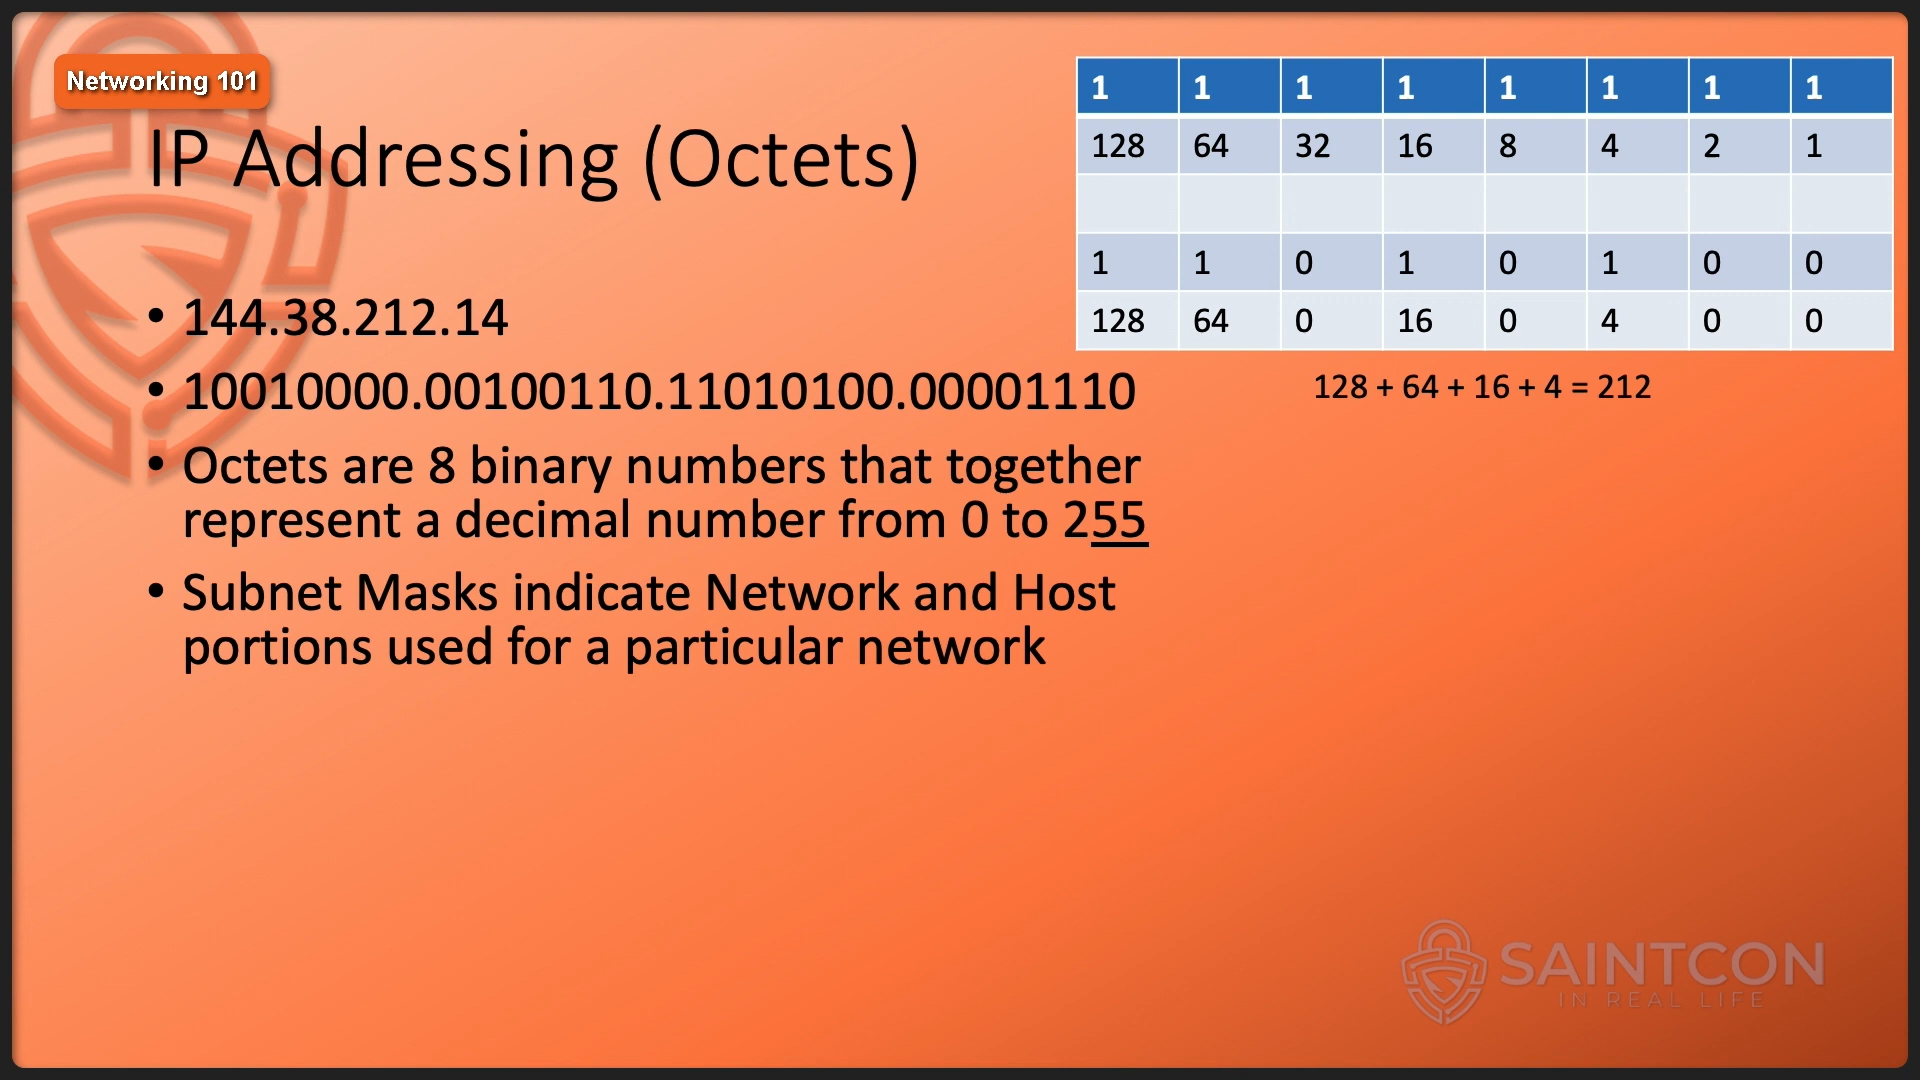 Networking 101
IP Addressing (Octets)
1 1 1 1 1 1 1 1
128 64 32 16 8 4 2 1
1 1 0 1 0 1 0 0
128 64 0 16 0 4 0 0
128 + 64 + 16 + 4 = 212
• 144.38.212.14
• 10010000.00100110.11010100.00001110
• Octets are 8 binary numbers that together
represent a decimal number from 0 to 255
• Subnet Masks indicate Network and Host
portions used for a particular network
SAINTCON
IN REAL LIFE